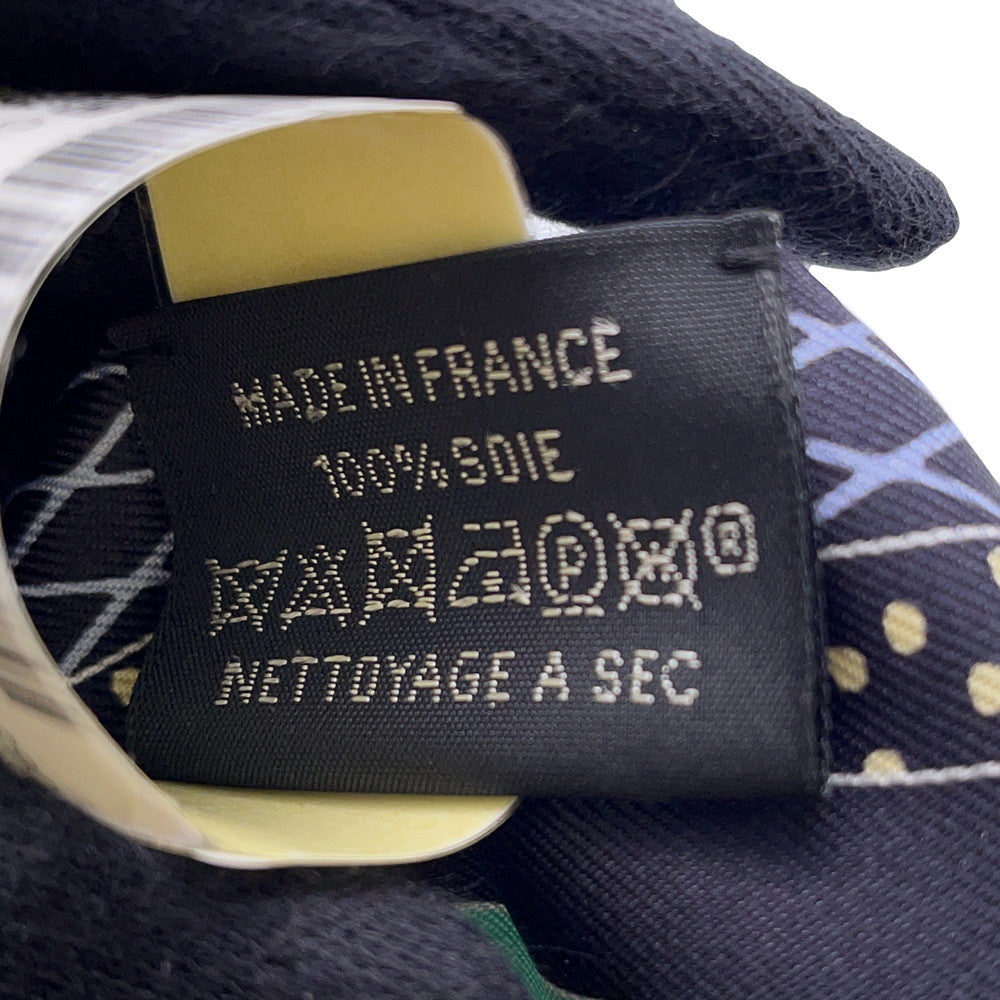 MADE IN FRANCE
100% SOIE
P ®
NETTOYAGE A SEC